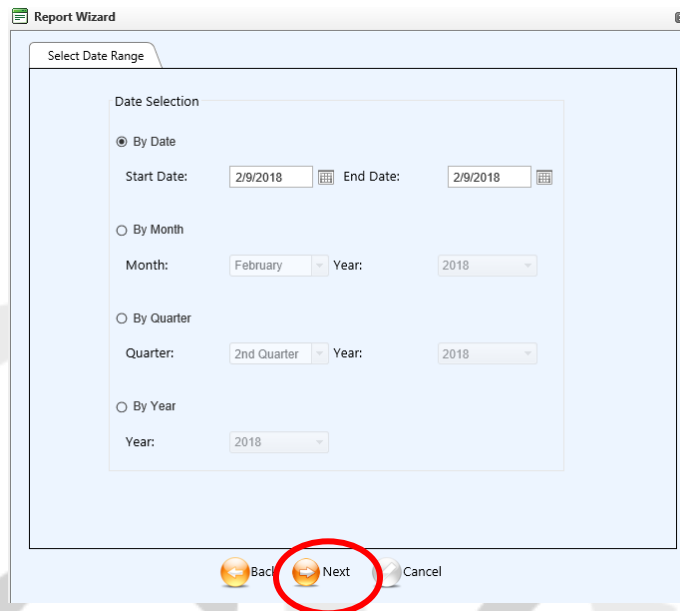 Report Wizard
Select Date Range
Date Selection
By Date
Start Date: 2/9/2018 End Date: 2/9/2018
By Month
Month: February Year: 2018
By Quarter
Quarter: 2nd Quarter Year: 2018
By Year
Year: 2018
Back Next Cancel